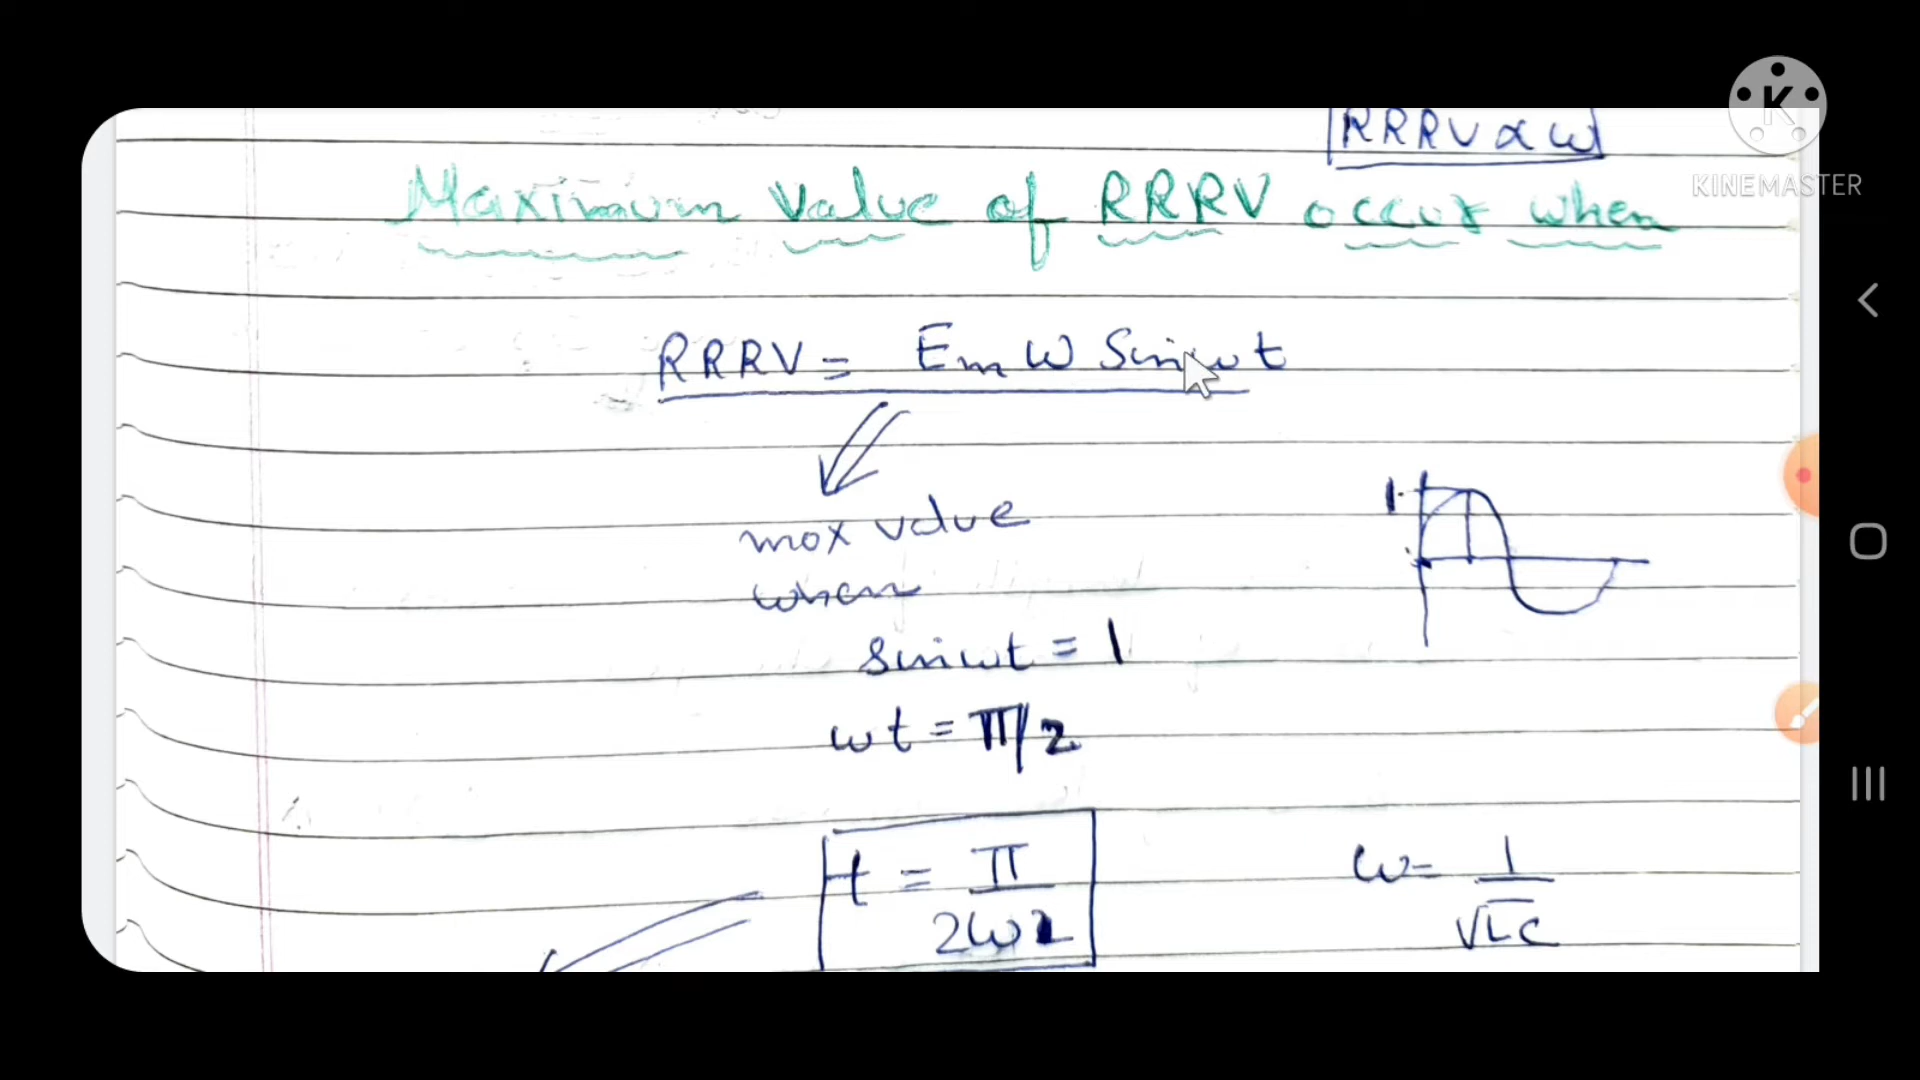 RRRV ∝ ω
KINEMASTER
Maximum Value of RRRV occur when
RRRV = Em ω Sin ωt
max value
when
1
sin ωt = 1
ωt = π/2
t = π / 2ω
ω = 1 / √LC